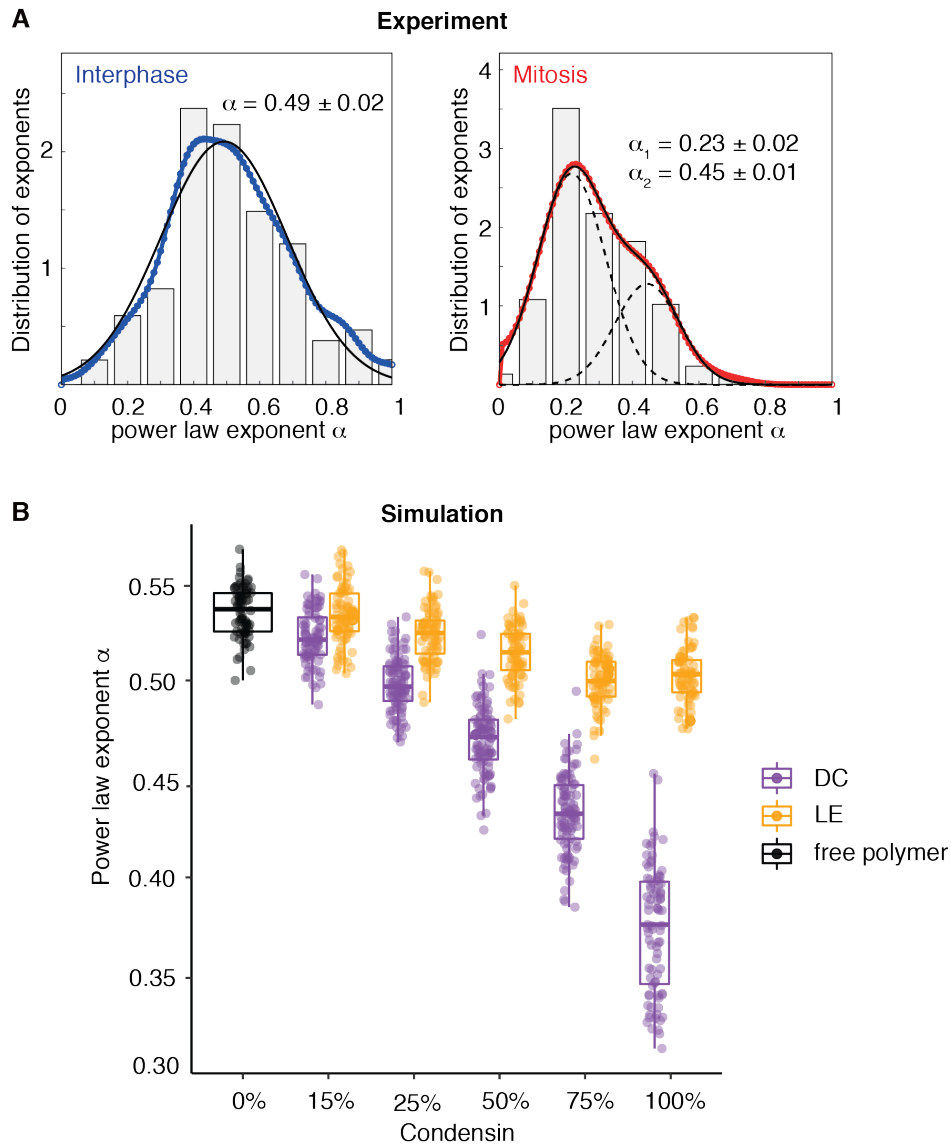 A
Experiment
Interphase
α = 0.49 ± 0.02
Distribution of exponents
2
1
0 0.2 0.4 0.6 0.8 1
power law exponent α
Mitosis
α1 = 0.23 ± 0.02
α2 = 0.45 ± 0.01
Distribution of exponents
4
3
2
1
0 0.2 0.4 0.6 0.8 1
power law exponent α
B
Simulation
Power law exponent α
0.55
0.50
0.45
0.40
0.35
0.30
0% 15% 25% 50% 75% 100%
Condensin
DC
LE
free polymer